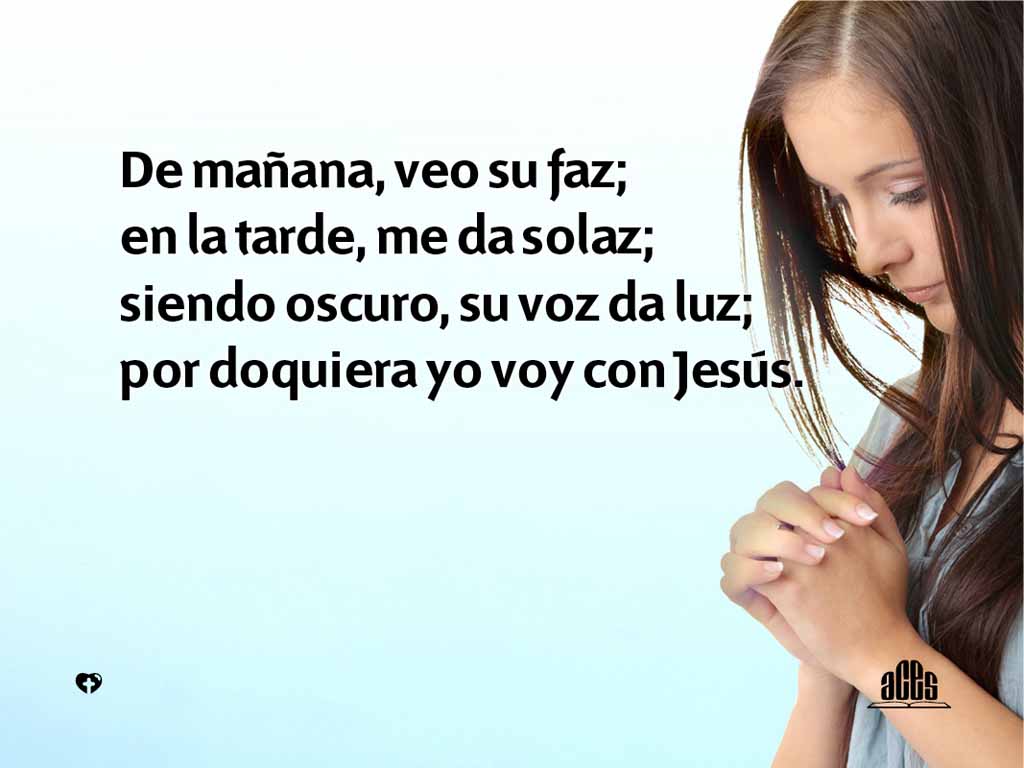 De mañana, veo su faz;
en la tarde, me da solaz;
siendo oscuro, su voz da luz;
por doquiera yo voy con Jesús.
aces